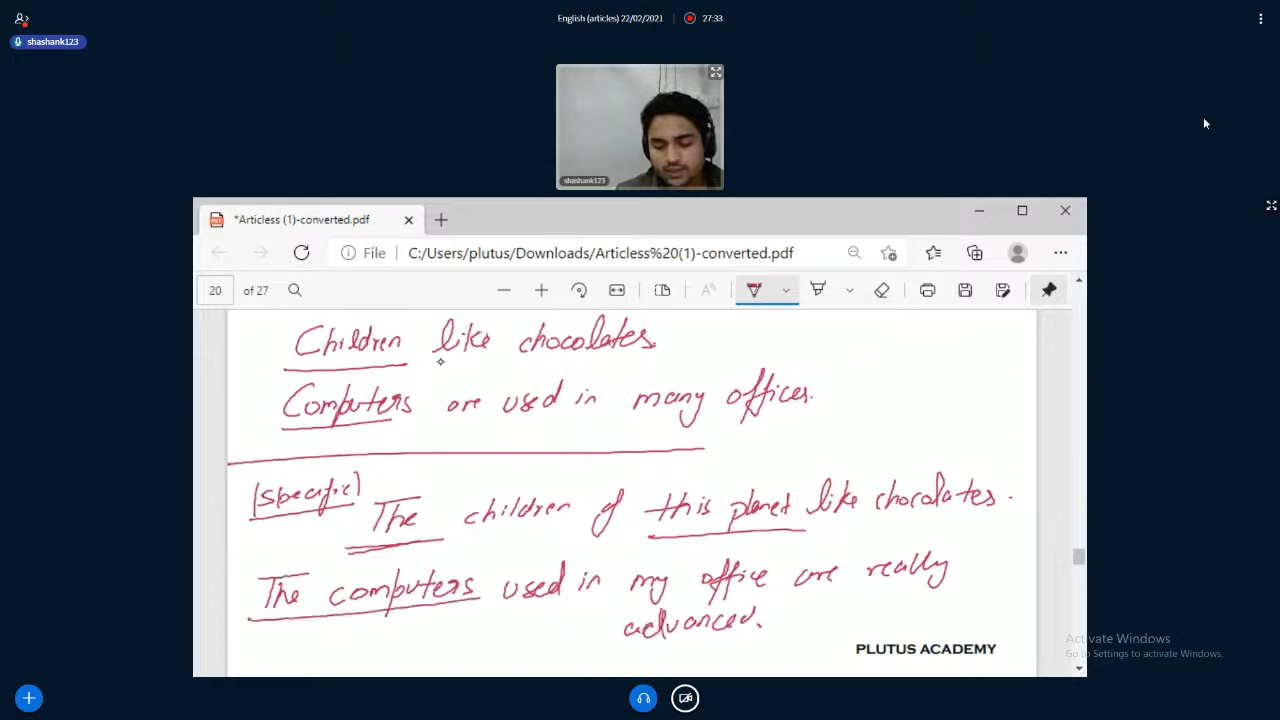 English (articles) 22/02/2021 27:33
shashank123
shashank123
*Articless (1)-converted.pdf
File C:/Users/plutus/Downloads/Articless%20(1)-converted.pdf
20 of 27
Children like chocolates.
Computers are used in many offices.
[Specific] The children of this planet like chocolates.
The computers used in my office are really
advanced.
PLUTUS ACADEMY
Activate Windows
Go to Settings to activate Windows.